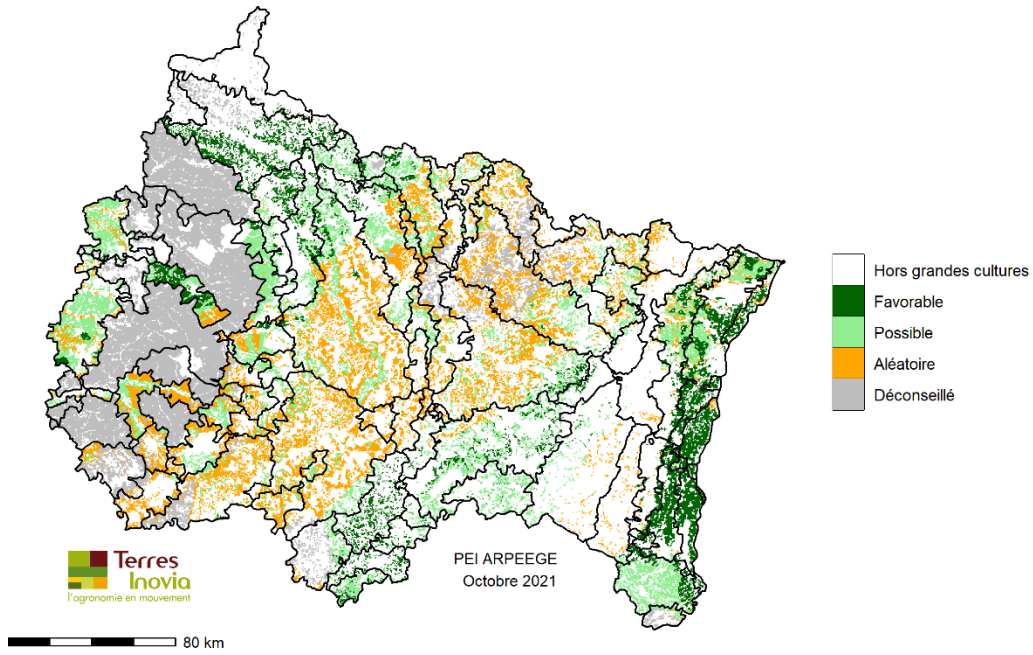 Hors grandes cultures
Favorable
Possible
Aléatoire
Déconseillé
PEI ARPEEGE
Octobre 2021
Terres
Inovia
l'agronomie en mouvement
80 km